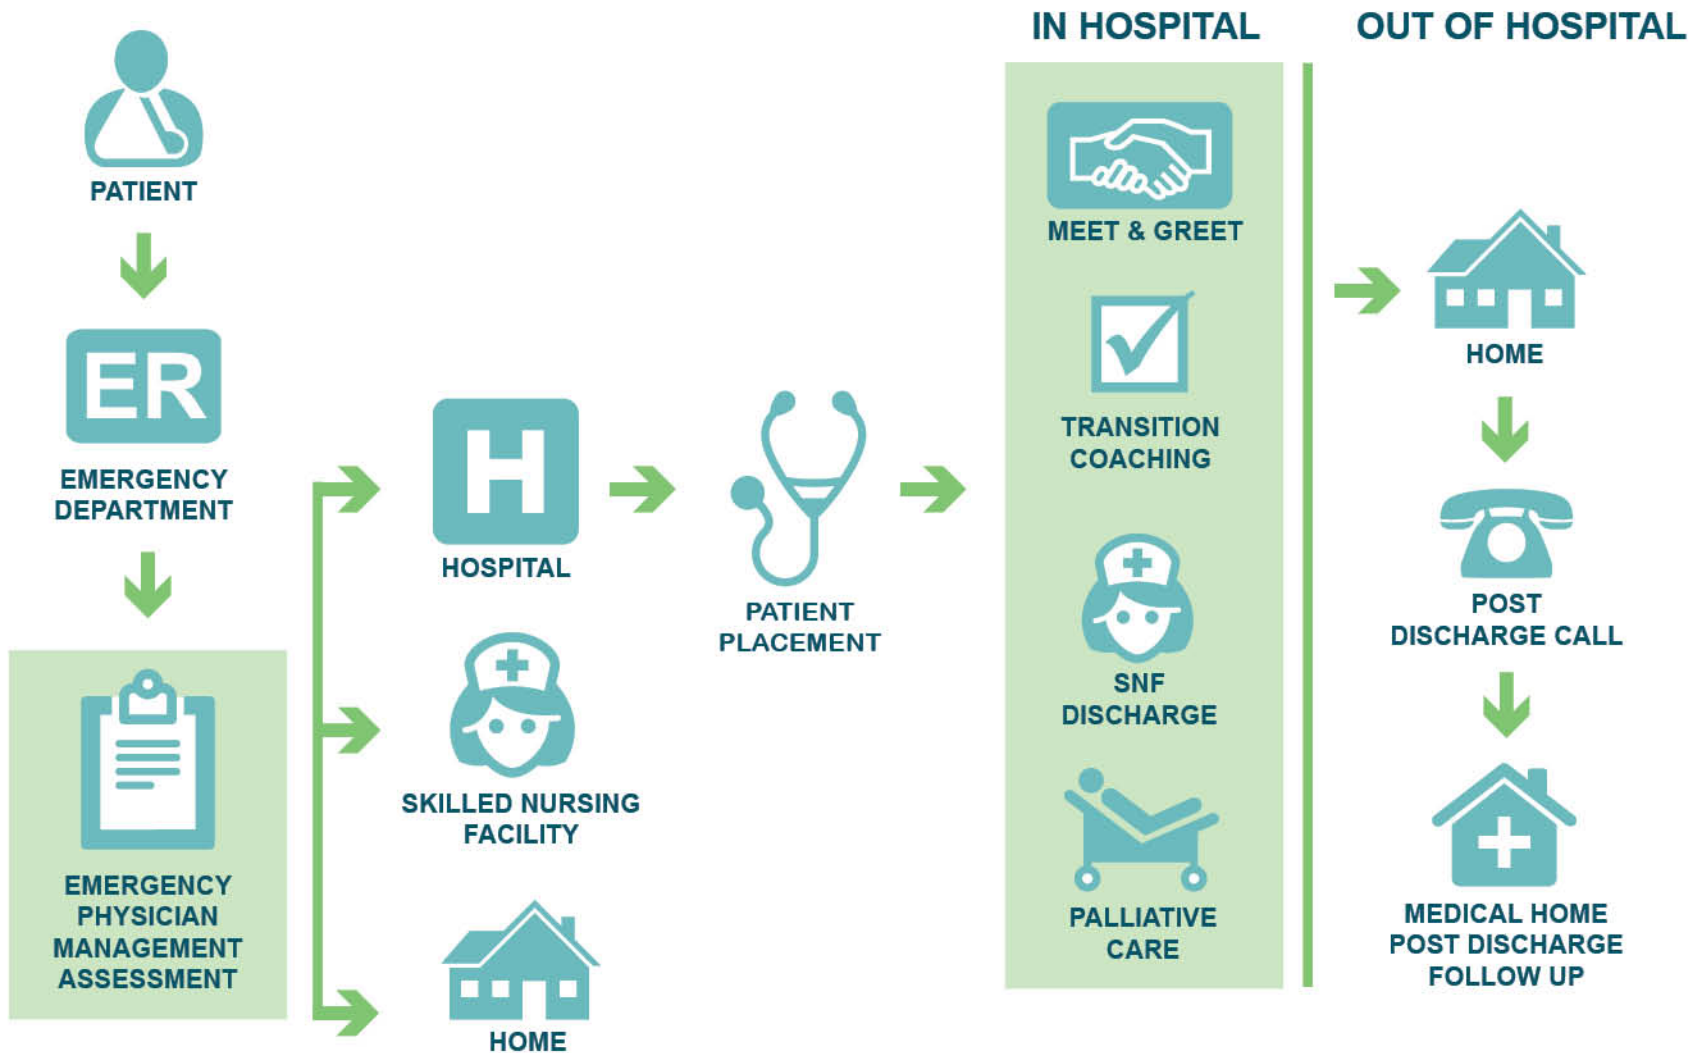 IN HOSPITAL
OUT OF HOSPITAL
PATIENT
ER
EMERGENCY
DEPARTMENT
EMERGENCY
PHYSICIAN
MANAGEMENT
ASSESSMENT
H
HOSPITAL
SKILLED NURSING
FACILITY
HOME
PATIENT
PLACEMENT
MEET & GREET
TRANSITION
COACHING
SNF
DISCHARGE
PALLIATIVE
CARE
HOME
POST
DISCHARGE CALL
MEDICAL HOME
POST DISCHARGE
FOLLOW UP